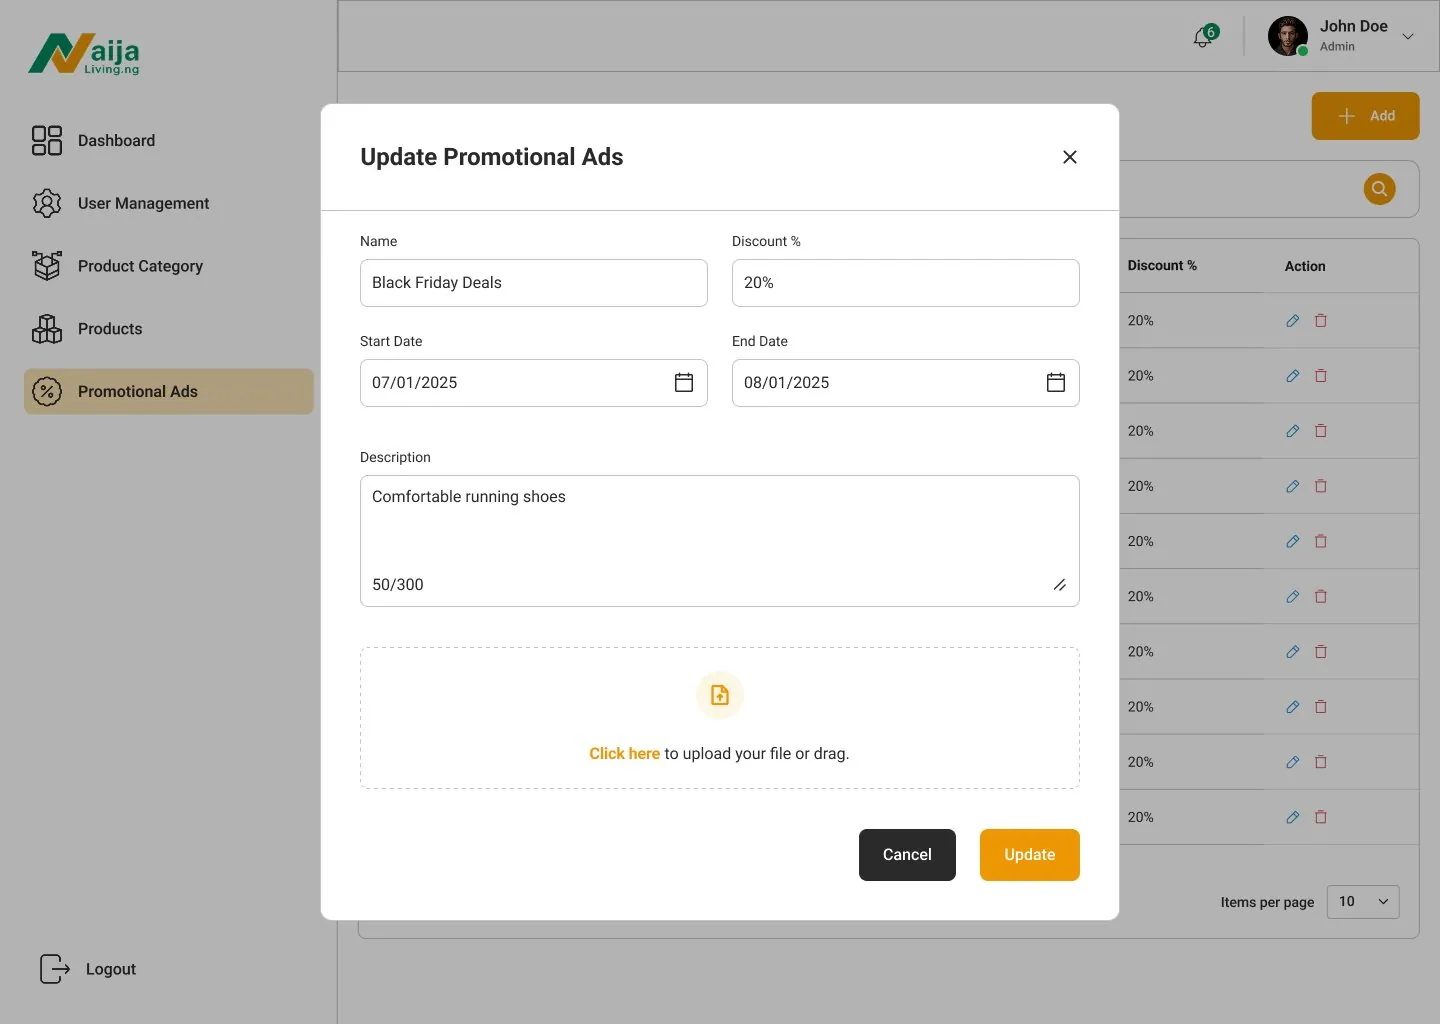 Naija
Living.ng
6
John Doe
Admin
Dashboard
User Management
Product Category
Products
Promotional Ads
Logout
Add
Update Promotional Ads
Name
Discount %
Black Friday Deals
20%
Start Date
End Date
07/01/2025
08/01/2025
Description
Comfortable running shoes
50/300
Click here to upload your file or drag.
Cancel
Update
Discount %
Action
20%
20%
20%
20%
20%
20%
20%
20%
20%
20%
Items per page
10